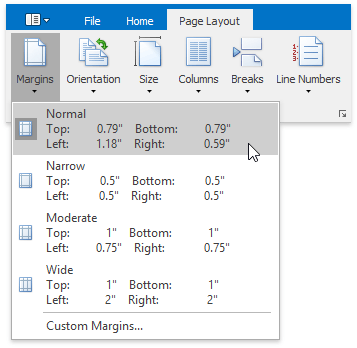 File Home Page Layout
Margins Orientation Size Columns Breaks Line Numbers
Normal
Top: 0.79" Bottom: 0.79"
Left: 1.18" Right: 0.59"
Narrow
Top: 0.5" Bottom: 0.5"
Left: 0.5" Right: 0.5"
Moderate
Top: 1" Bottom: 1"
Left: 0.75" Right: 0.75"
Wide
Top: 1" Bottom: 1"
Left: 2" Right: 2"
Custom Margins...